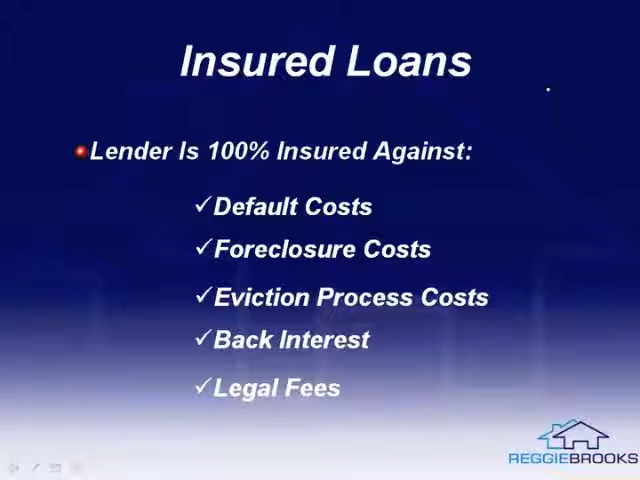 Insured Loans
Lender Is 100% Insured Against:
✓Default Costs
✓Foreclosure Costs
✓Eviction Process Costs
✓Back Interest
✓Legal Fees
REGGIEBROOKS